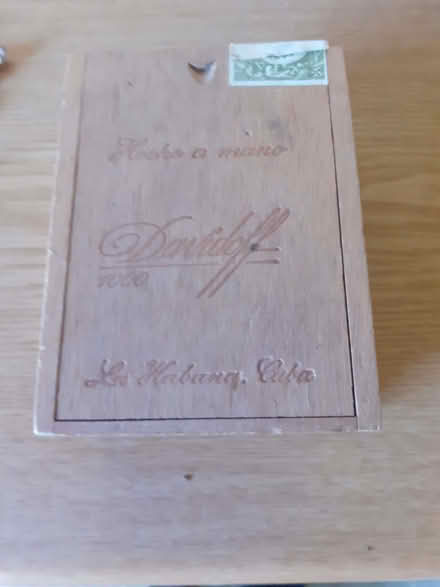 Hecho a mano
Davidoff
1000
La Habana, Cuba